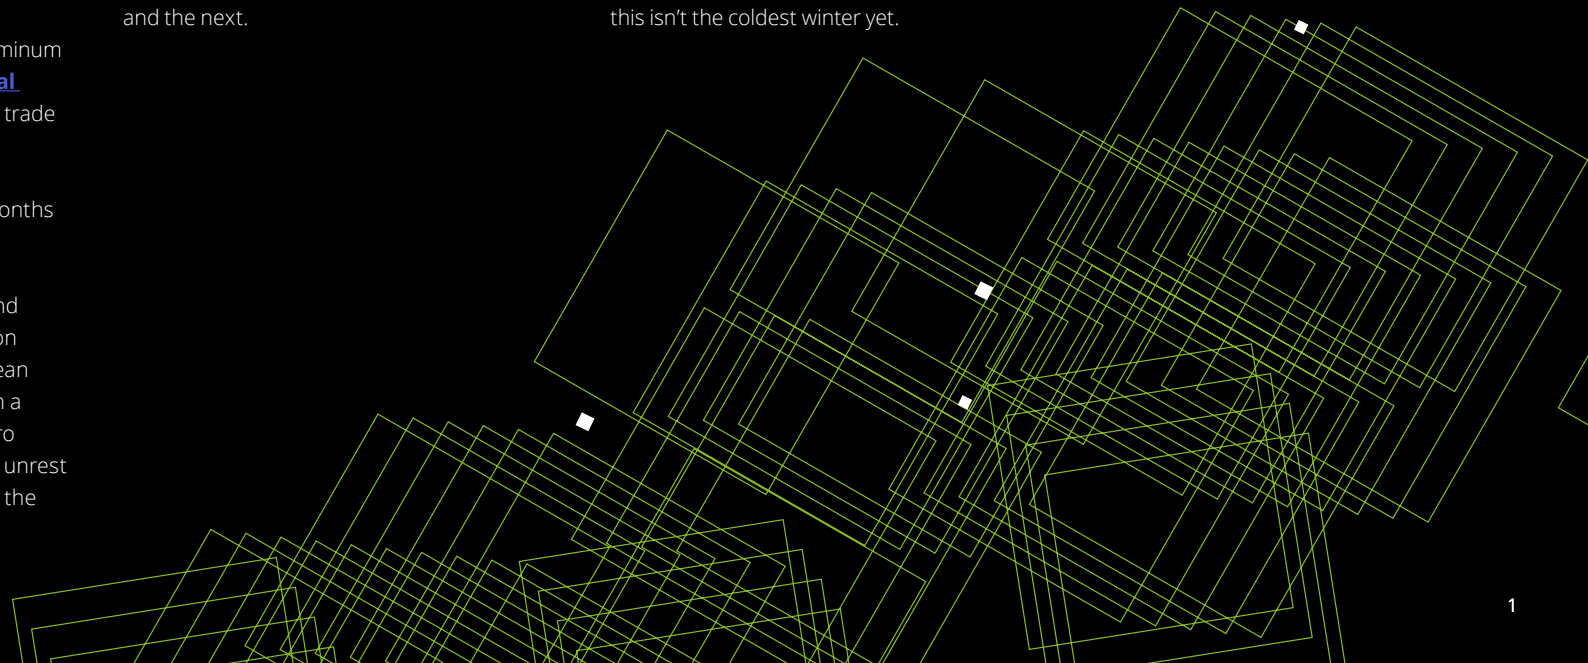 minum
al
trade
onths
nd
on
ean
n a
ro
unrest
the
and the next.
this isn’t the coldest winter yet.
1